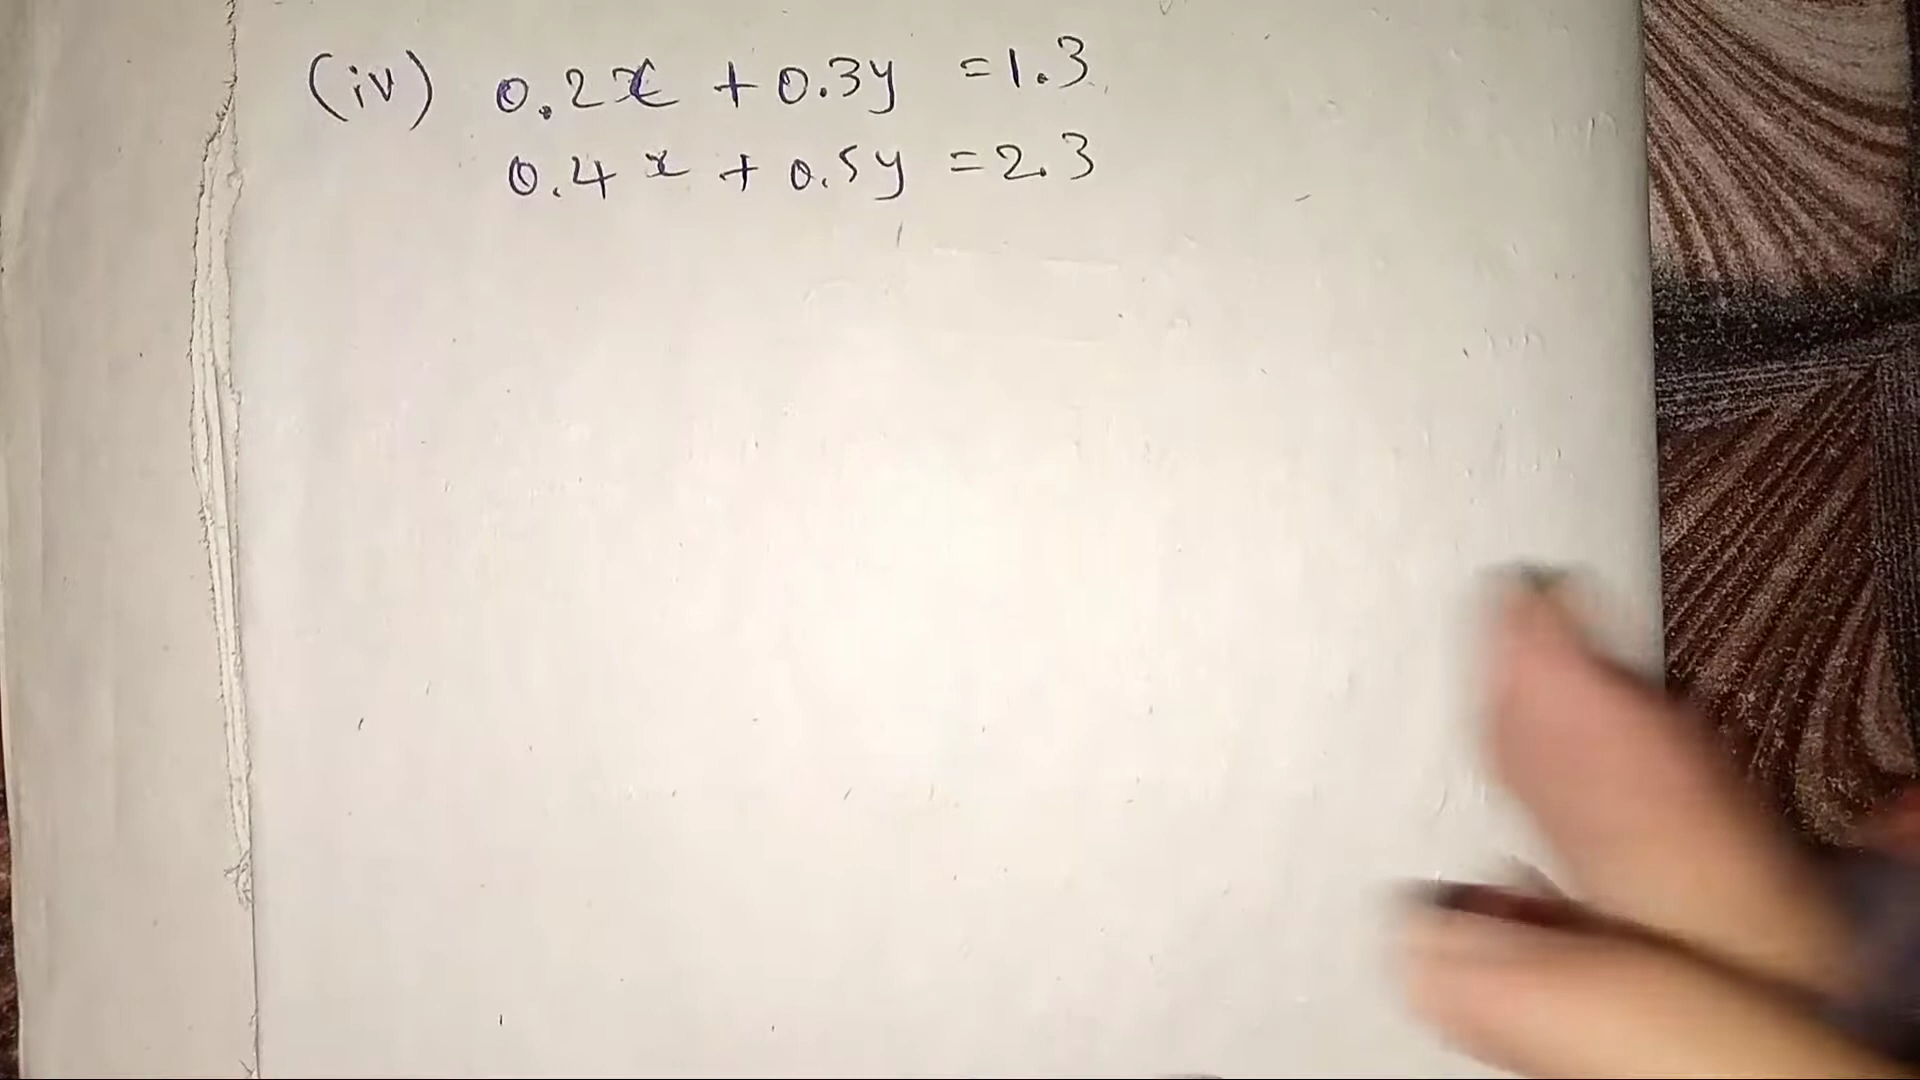 (iv) 0.2x + 0.3y = 1.3
0.4x + 0.5y = 2.3